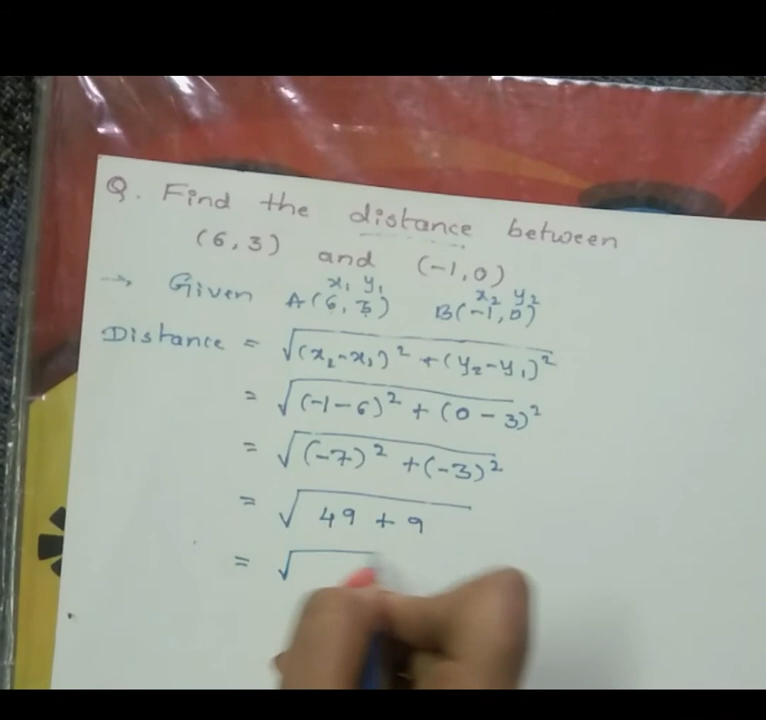 Q. Find the distance between
(6,3) and (-1,0)
x₁ y₁ x₂ y₂
→ Given A(6,3) B(-1,0)
Distance = √(x₂-x₁)² + (y₂-y₁)²
= √(-1-6)² + (0-3)²
= √(-7)² + (-3)²
= √49 + 9
= √